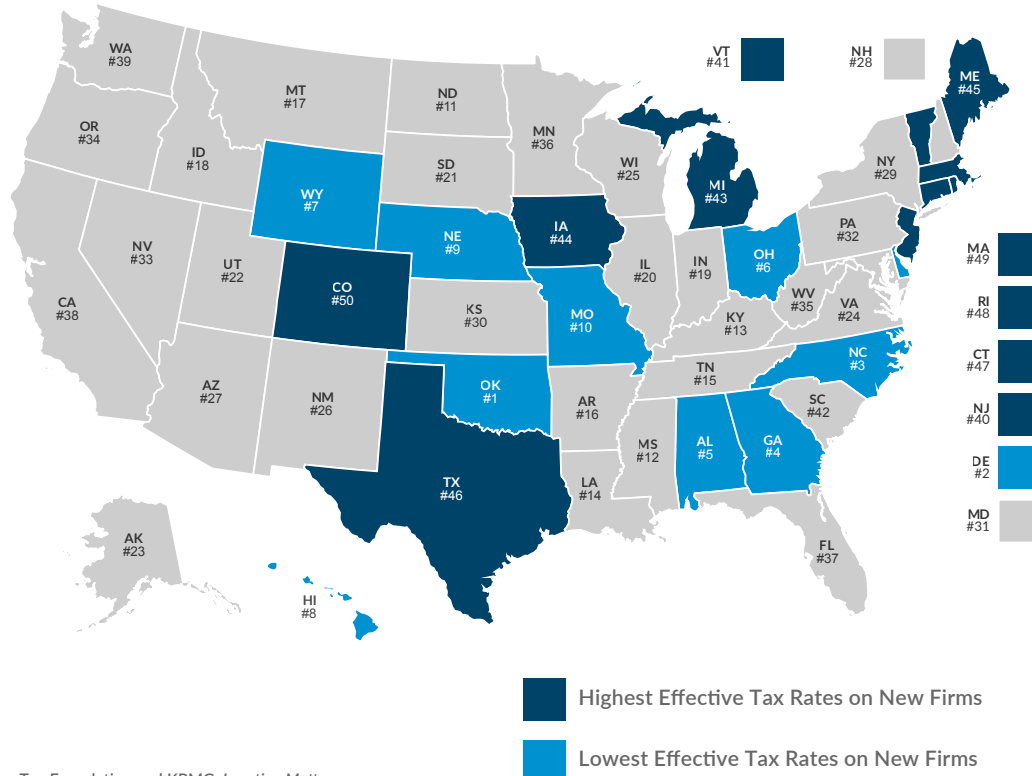 WA
#39
MT
#17
ND
#11
MN
#36
VT
#41
NH
#28
ME
#45
OR
#34
ID
#18
SD
#21
WI
#25
MI
#43
NY
#29
WY
#7
NE
#9
IA
#44
PA
#32
NV
#33
UT
#22
CO
#50
IL
#20
IN
#19
OH
#6
MA
#49
CA
#38
KS
#30
MO
#10
KY
#13
WV
#35
VA
#24
RI
#48
AZ
#27
NM
#26
OK
#1
AR
#16
TN
#15
NC
#3
CT
#47
SC
#42
NJ
#40
TX
#46
LA
#14
MS
#12
AL
#5
GA
#4
DE
#2
MD
#31
AK
#23
HI
#8
FL
#37
Highest Effective Tax Rates on New Firms
Lowest Effective Tax Rates on New Firms
Tax Foundation and KPMG, Location Matters